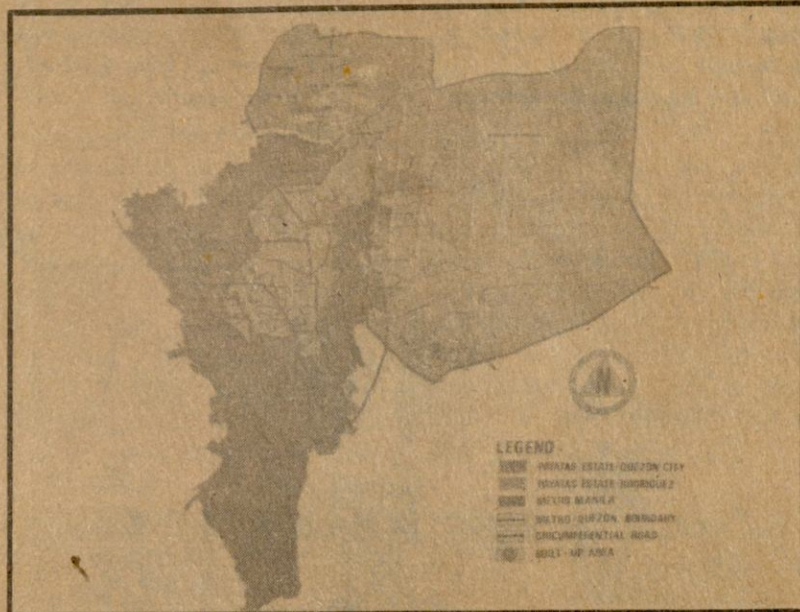 N
LEGEND
PAYATAS ESTATE-QUEZON CITY
PAYATAS ESTATE-RODRIGUEZ
METRO MANILA
METRO QUEZON BOUNDARY
CIRCUMFERENTIAL ROAD
BUILT-UP AREA